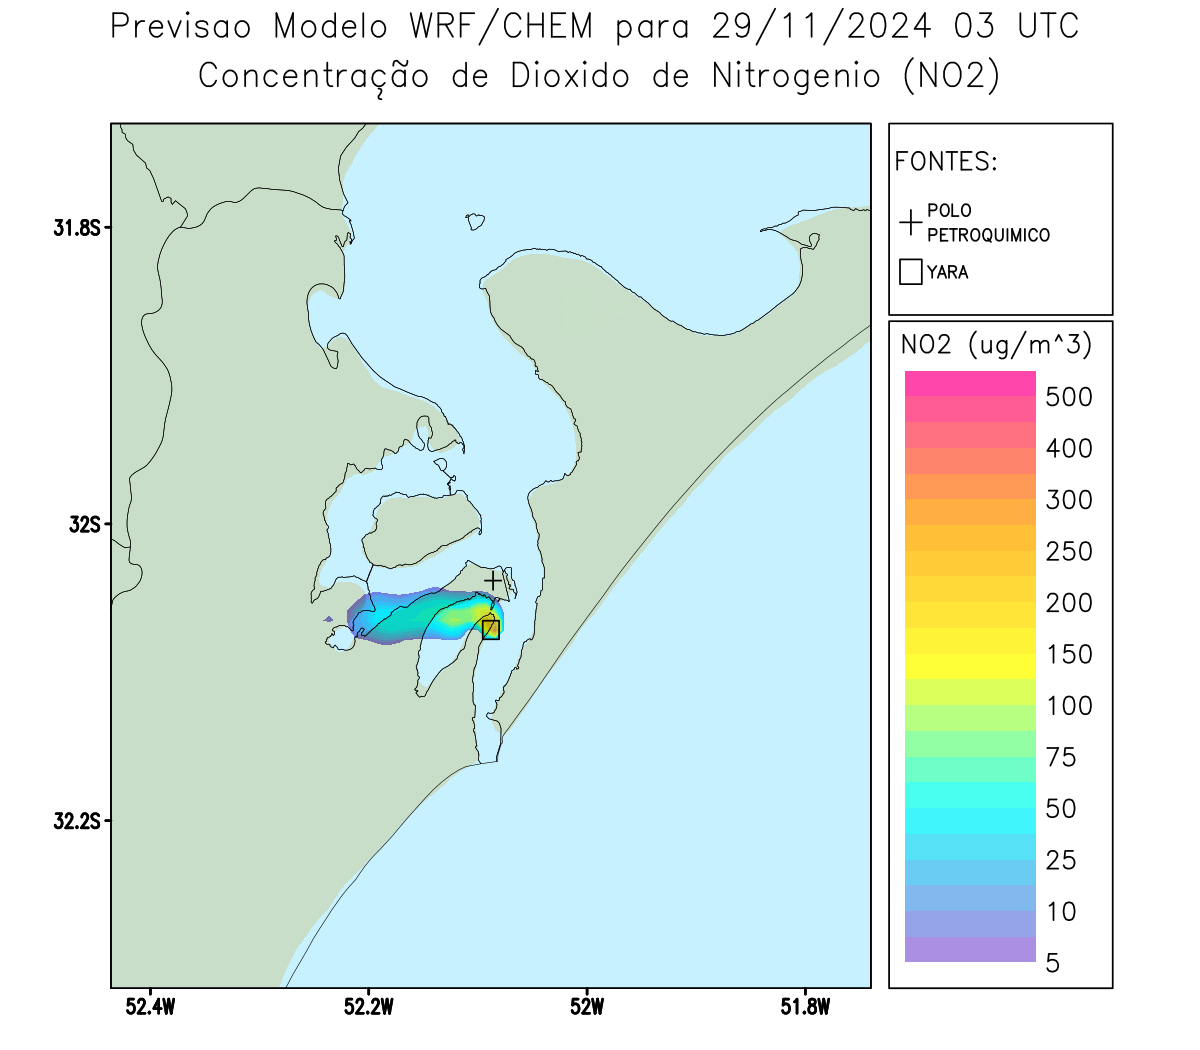 Previsao Modelo WRF/CHEM para 29/11/2024 03 UTC
Concentração de Dioxido de Nitrogenio (NO2)
FONTES:
POLO
PETROQUIMICO
YARA
NO2 (ug/m^3)
500
400
300
250
200
150
100
75
50
25
10
5
31.8S
32S
32.2S
52.4W
52.2W
52W
51.8W